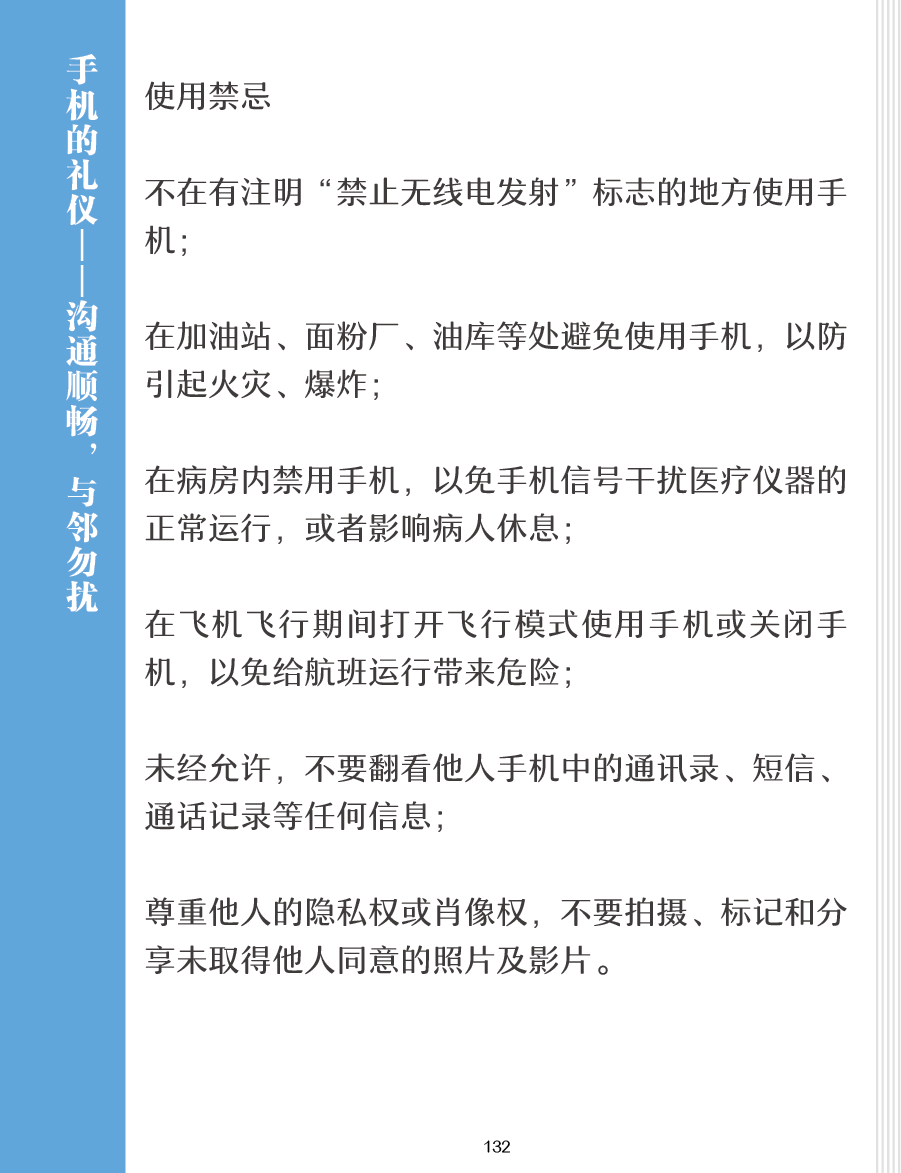 手机的礼仪——沟通顺畅，与邻勿扰
使用禁忌
不在有注明“禁止无线电发射”标志的地方使用手
机；
在加油站、面粉厂、油库等处避免使用手机，以防
引起火灾、爆炸；
在病房内禁用手机，以免手机信号干扰医疗仪器的
正常运行，或者影响病人休息；
在飞机飞行期间打开飞行模式使用手机或关闭手
机，以免给航班运行带来危险；
未经允许，不要翻看他人手机中的通讯录、短信、
通话记录等任何信息；
尊重他人的隐私权或肖像权，不要拍摄、标记和分
享未取得他人同意的照片及影片。
132